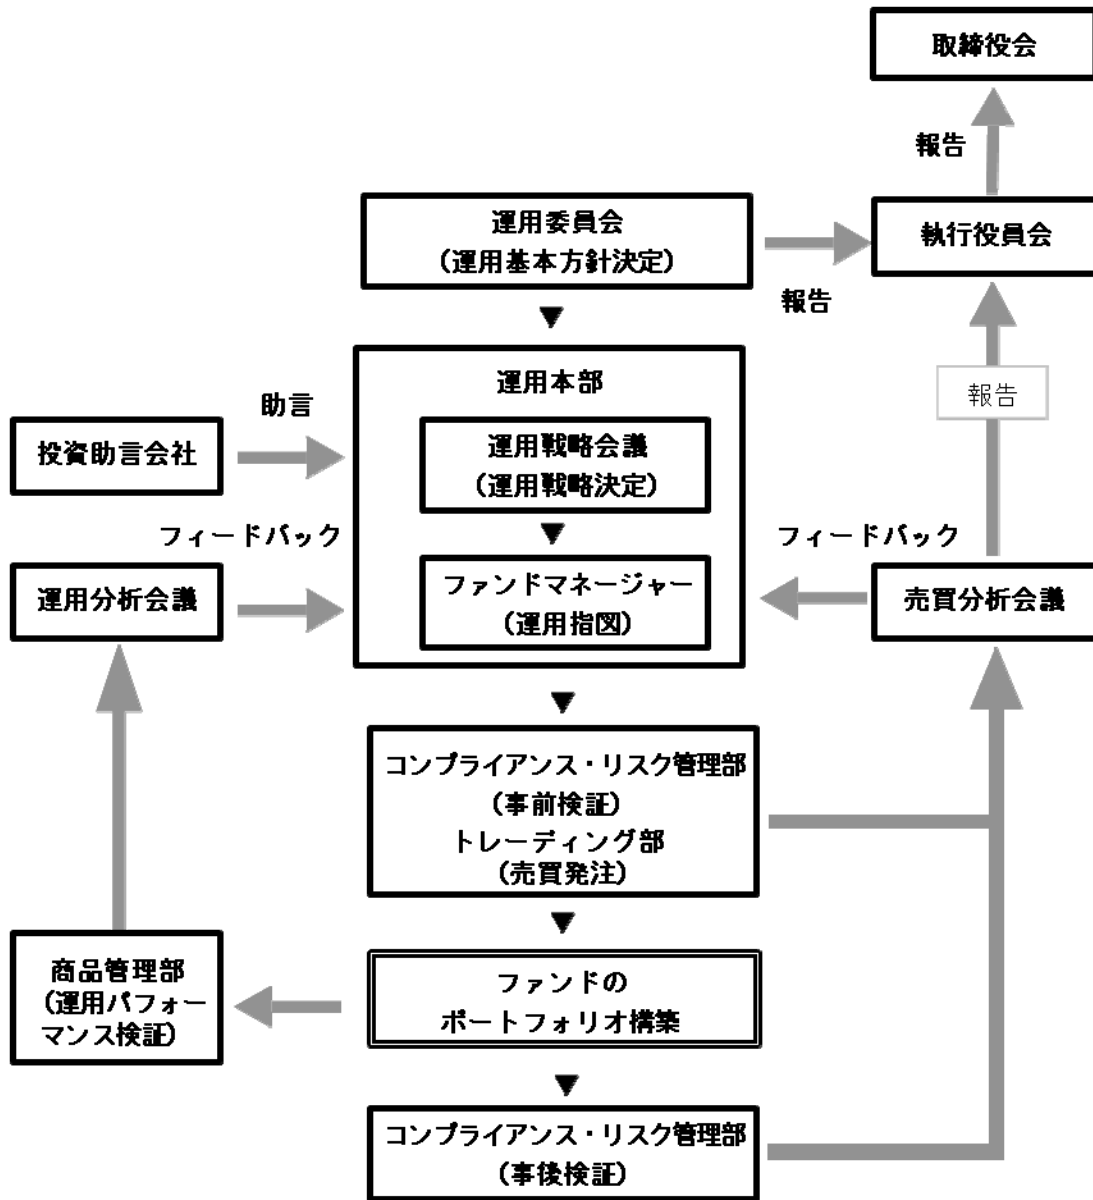 取締役会
報告
運用委員会
（運用基本方針決定）
執行役員会
報告
運用本部
報告
助言
投資助言会社
運用戦略会議
（運用戦略決定）
フィードバック
フィードバック
運用分析会議
ファンドマネージャー
（運用指図）
売買分析会議
コンプライアンス・リスク管理部
（事前検証）
トレーディング部
（売買発注）
商品管理部
（運用パフォー
マンス検証）
ファンドの
ポートフォリオ構築
コンプライアンス・リスク管理部
（事後検証）